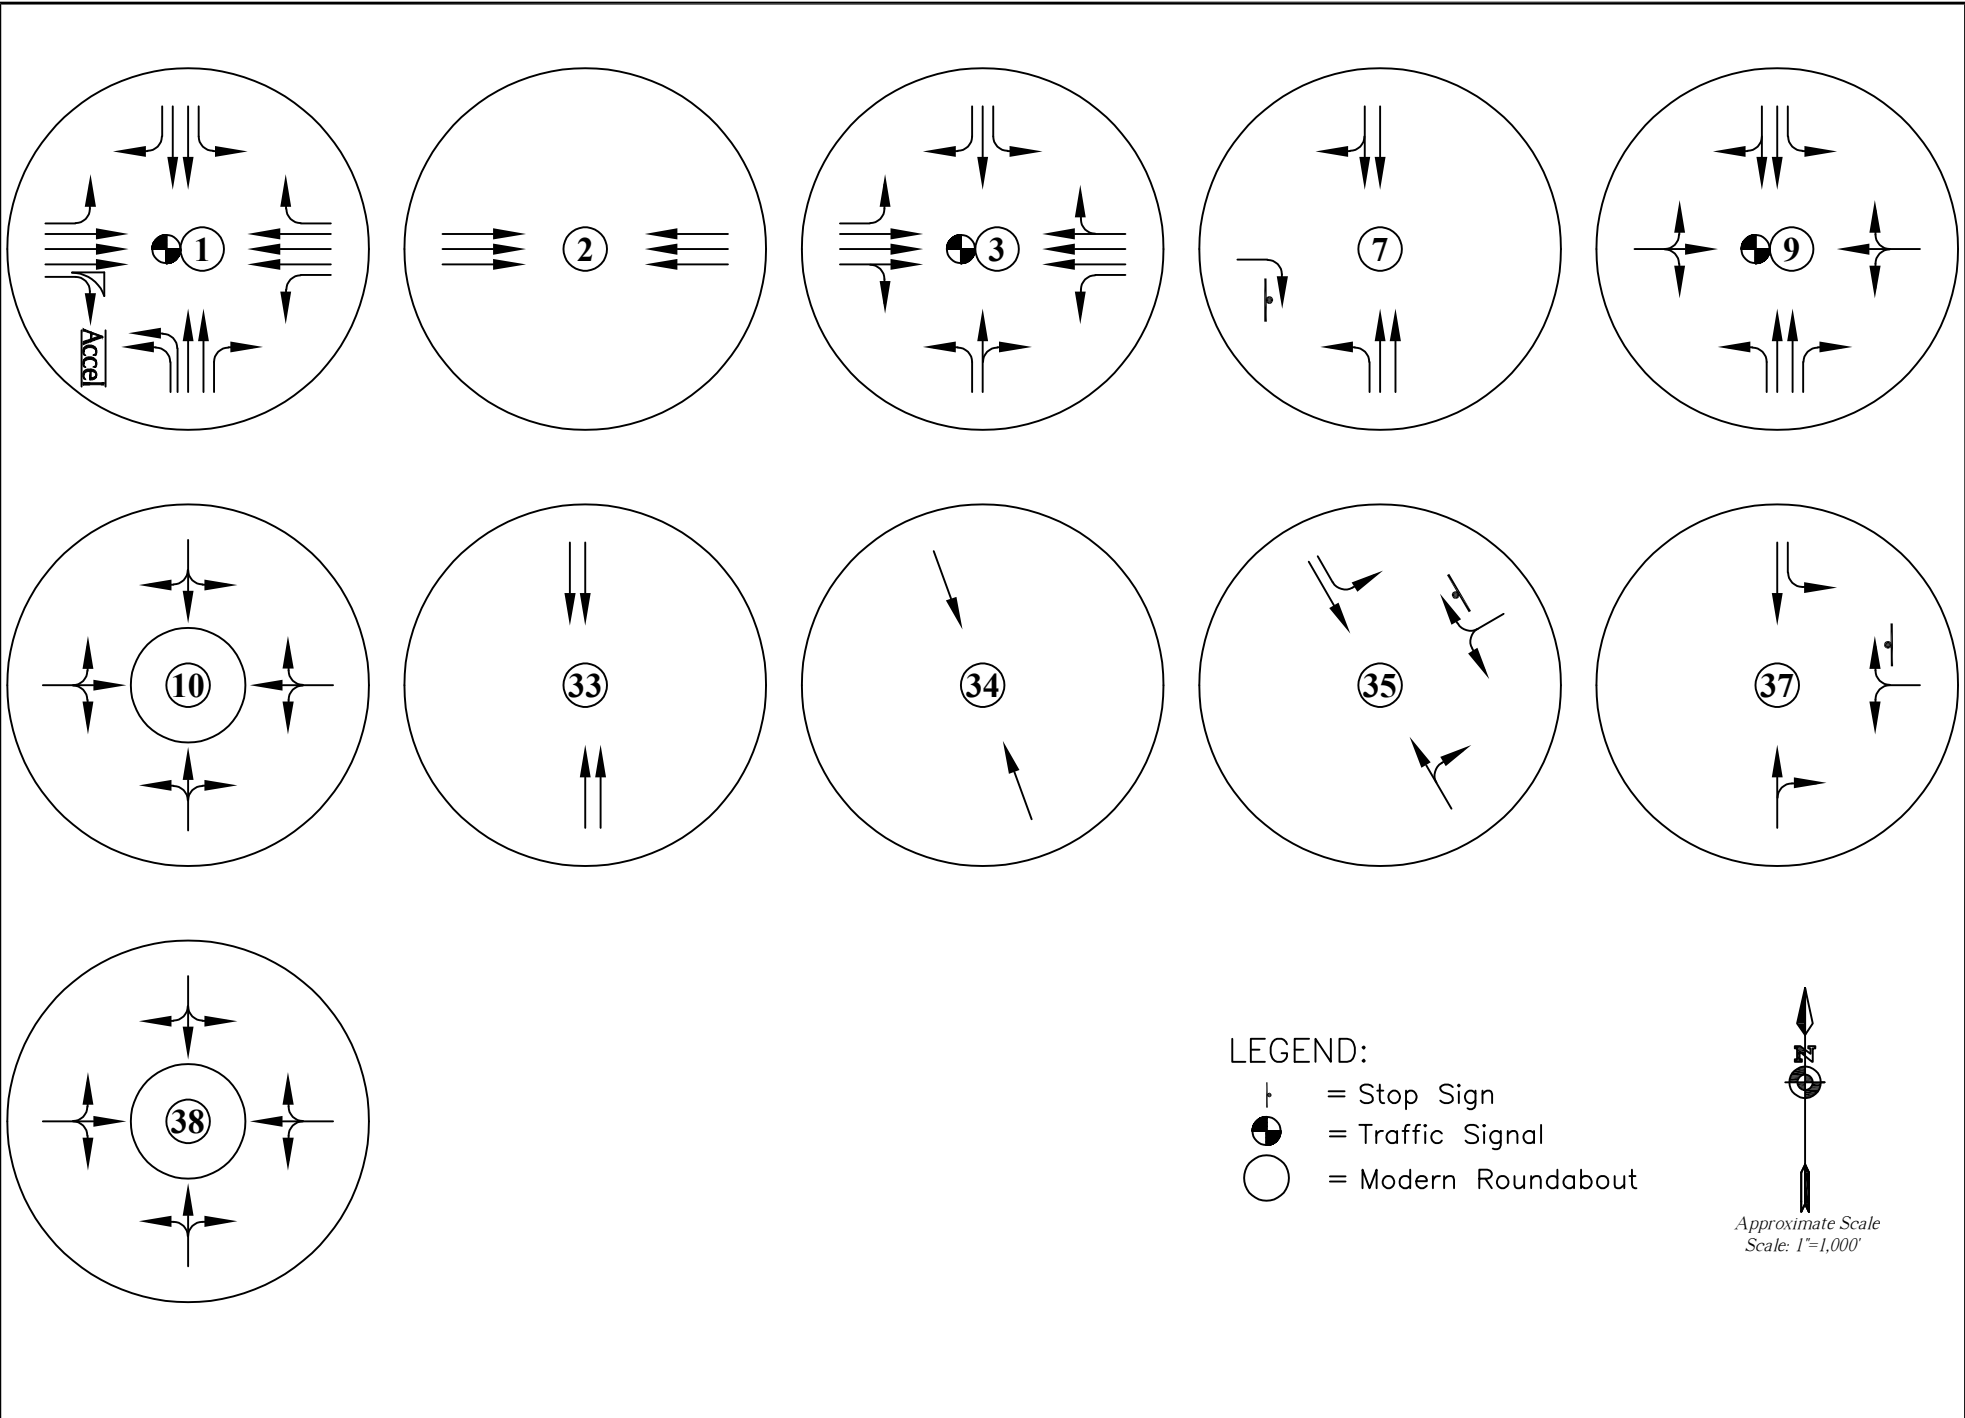 1
2
3
7
9
Accel
10
33
34
35
37
38
LEGEND:
= Stop Sign
= Traffic Signal
= Modern Roundabout
N
Approximate Scale
Scale: 1"=1,000'